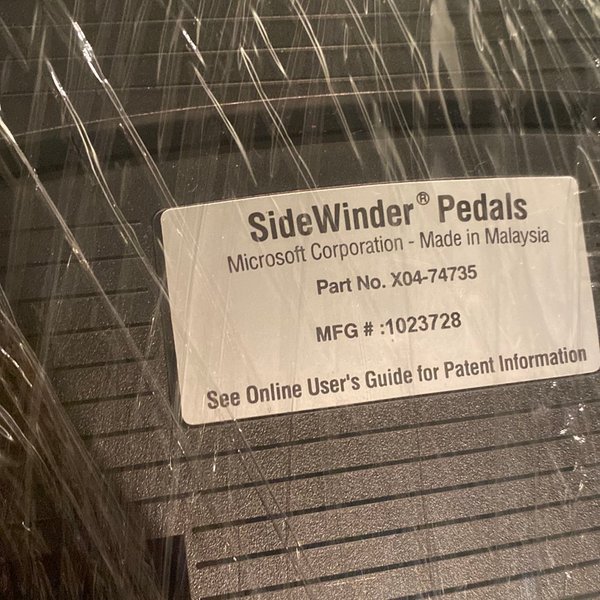 SideWinder® Pedals
Microsoft Corporation - Made in Malaysia
Part No. X04-74735
MFG # :1023728
See Online User's Guide for Patent Information